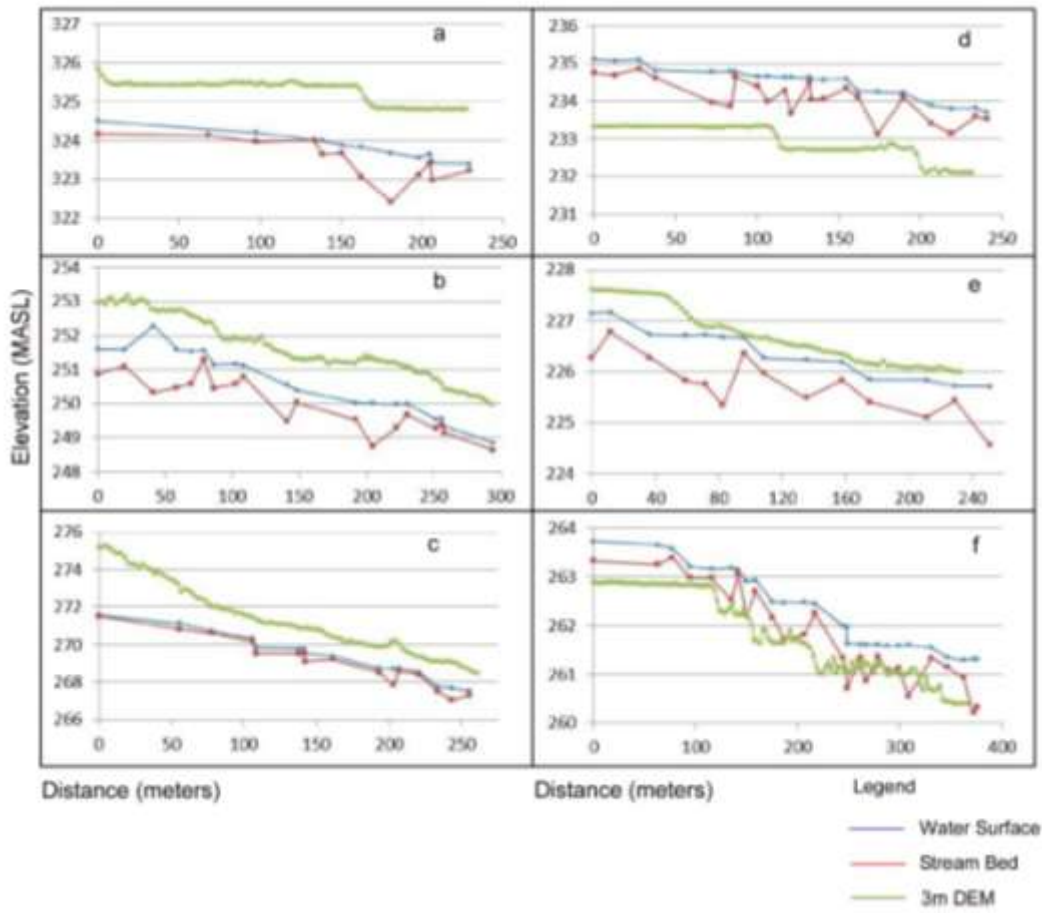 Elevation (MASL)
a
327
326
325
324
323
322
0 50 100 150 200 250
d
236
235
234
233
232
231
0 50 100 150 200 250
b
254
253
252
251
250
249
248
0 50 100 150 200 250 300
e
228
227
226
225
224
0 40 80 120 160 200 240
c
276
274
272
270
268
266
0 50 100 150 200 250
f
264
263
262
261
260
0 100 200 300 400
Distance (meters)
Distance (meters)
Legend
Water Surface
Stream Bed
3m DEM